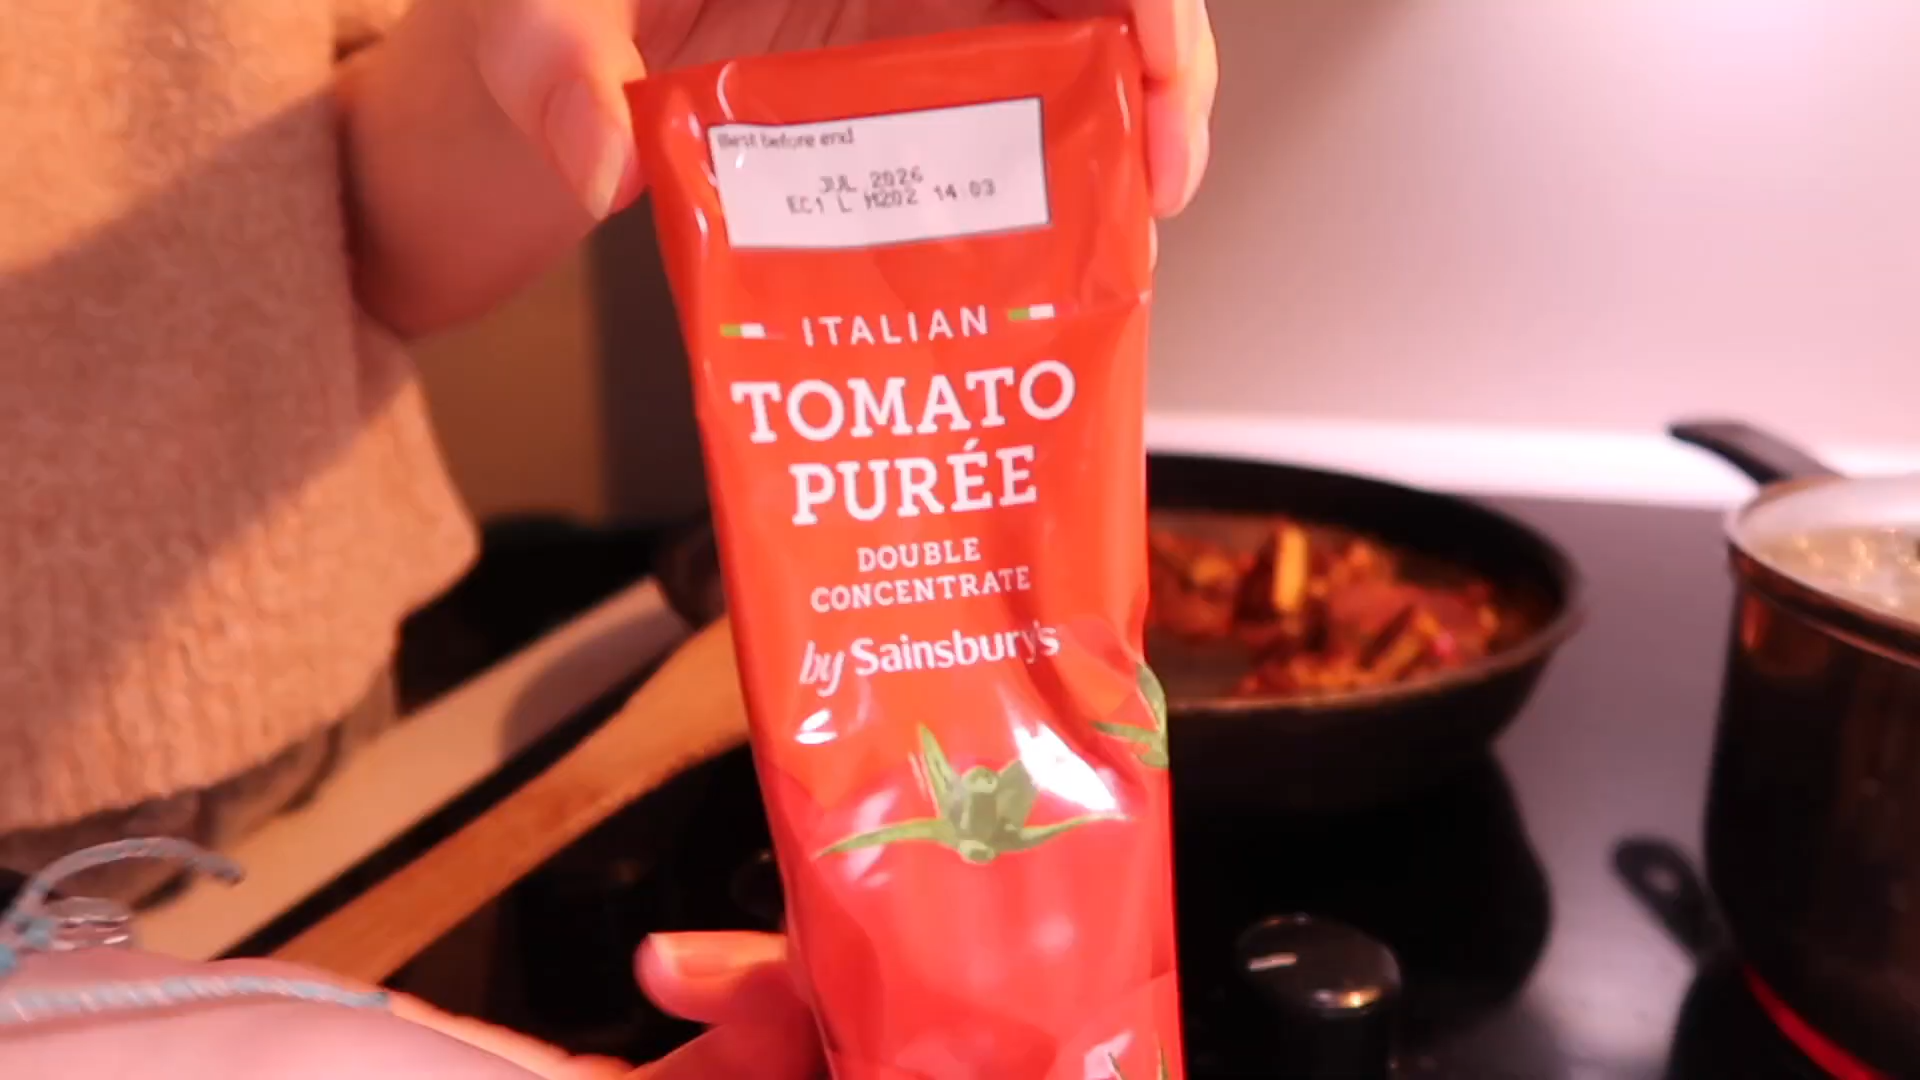 Best before end
JUL 2026
EC1 L M202 14 03
ITALIAN
TOMATO
PURÉE
DOUBLE
CONCENTRATE
by Sainsbury's